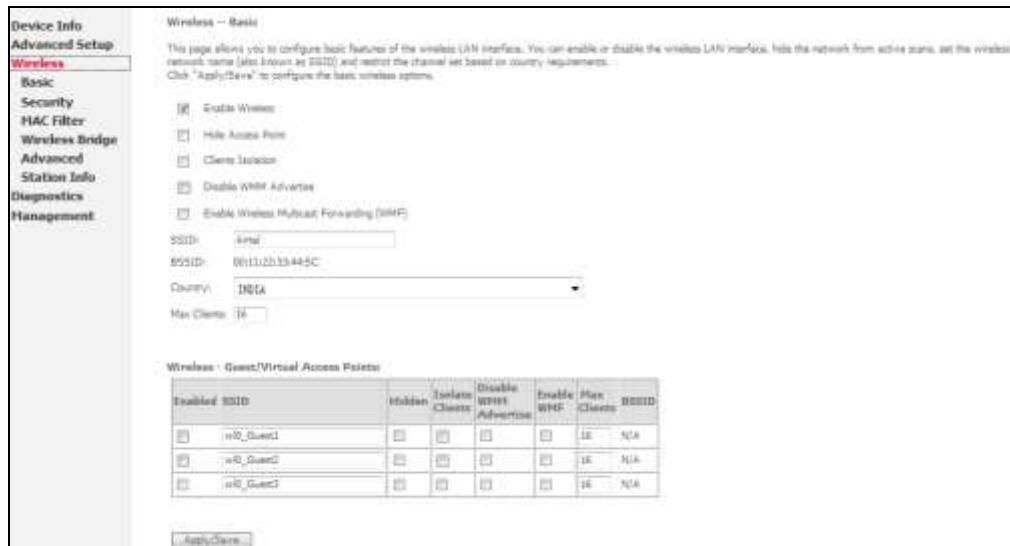 Device Info
Advanced Setup
Wireless
Basic
Security
MAC Filter
Wireless Bridge
Advanced
Station Info
Diagnostics
Management
Wireless -- Basic
This page allows you to configure basic features of the wireless LAN interface. You can enable or disable the wireless LAN interface, hide the network from active scans, set the wireless
network name (also known as SSID) and restrict the channel set based on country requirements.
Click "Apply/Save" to configure the basic wireless options.
Enable Wireless
Hide Access Point
Clients Isolation
Disable WMM Advertise
Enable Wireless Multicast Forwarding (WMF)
SSID: Airtel
BSSID: 00:11:22:33:44:5C
Country: INDIA
Max Clients: 16
Wireless - Guest/Virtual Access Points:
Enabled SSID Hidden Isolate Clients Disable WMM Advertise Enable WMF Max Clients BSSID
wl0_Guest1 16 N/A
wl0_Guest2 16 N/A
wl0_Guest3 16 N/A
Apply/Save